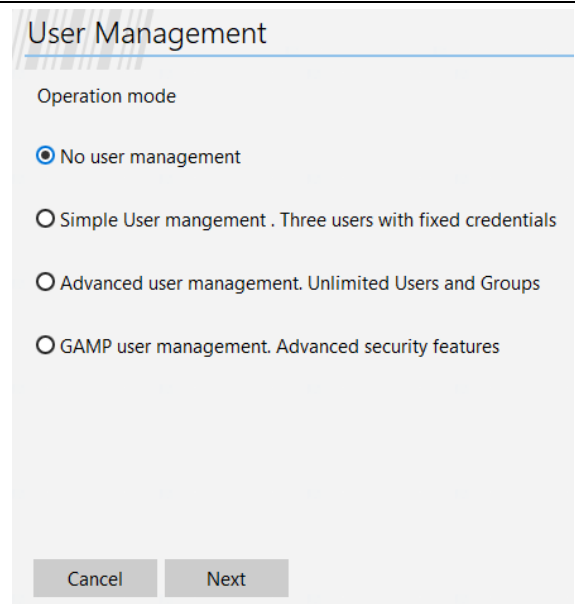 User Management
Operation mode
No user management
Simple User mangement . Three users with fixed credentials
Advanced user management. Unlimited Users and Groups
GAMP user management. Advanced security features
Cancel Next